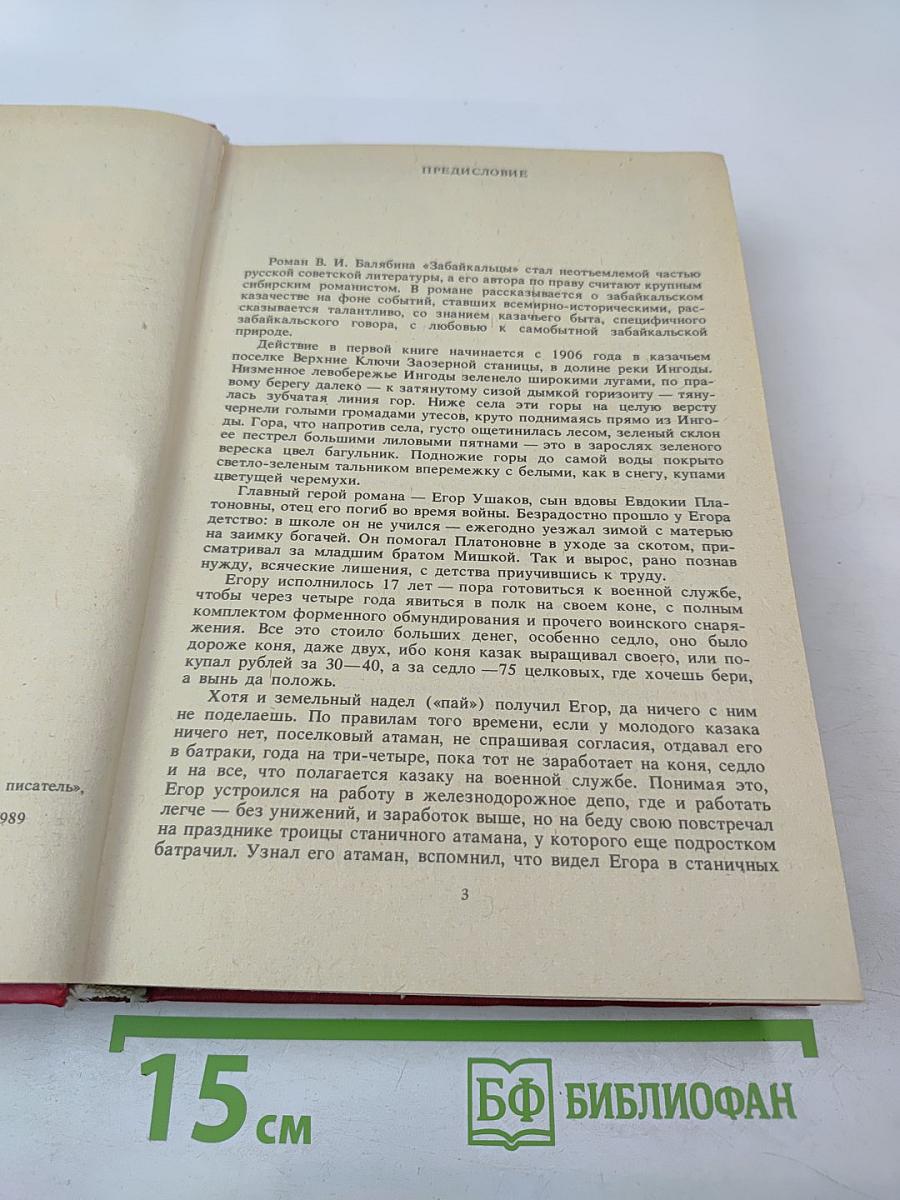 писатель»,
989
ПРЕДИСЛОВИЕ
Роман В. И. Балябина «Забайкальцы» стал неотъемлемой частью
русской советской литературы, а его автора по праву считают крупным
сибирским романистом. В романе рассказывается о забайкальском
казачестве на фоне событий, ставших всемирно-историческими, рас-
сказывается талантливо, со знанием казачьего быта, специфичного
забайкальского говора, с любовью к самобытной забайкальской
природе.
Действие в первой книге начинается с 1906 года в казачьем
поселке Верхние Ключи Заозерной станицы, в долине реки Ингоды.
Низменное левобережье Ингоды зеленело широкими лугами, по пра-
вому берегу далеко — к затянутому сизой дымкой горизонту — тяну-
лась зубчатая линия гор. Ниже села эти горы на целую версту
чернели голыми громадами утесов, круто поднимаясь прямо из Инго-
ды. Гора, что напротив села, густо ощетинилась лесом, зеленый склон
ее пестрел большими лиловыми пятнами — это в зарослях зеленого
вереска цвел багульник. Подножие горы до самой воды покрыто
светло-зеленым тальником вперемежку с белыми, как в снегу, купами
цветущей черемухи.
Главный герой романа — Егор Ушаков, сын вдовы Евдокии Пла-
тоновны, отец его погиб во время войны. Безрадостно прошло у Егора
детство: в школе он не учился — ежегодно уезжал зимой с матерью
на заимку богачей. Он помогал Платоновне в уходе за скотом, при-
сматривал за младшим братом Мишкой. Так и вырос, рано познав
нужду, всяческие лишения, с детства приучившись к труду.
Егору исполнилось 17 лет — пора готовиться к военной службе,
чтобы через четыре года явиться в полк на своем коне, с полным
комплектом форменного обмундирования и прочего воинского снаря-
жения. Все это стоило больших денег, особенно седло, оно было
дороже коня, даже двух, ибо коня казак выращивал своего, или по-
купал рублей за 30—40, а за седло —75 целковых, где хочешь бери,
а вынь да положь.
Хотя и земельный надел («пай») получил Егор, да ничего с ним
не поделаешь. По правилам того времени, если у молодого казака
ничего нет, поселковый атаман, не спрашивая согласия, отдавал его
в батраки, года на три-четыре, пока тот не заработает на коня, седло
и на все, что полагается казаку на военной службе. Понимая это,
Егор устроился на работу в железнодорожное депо, где и работать
легче — без унижений, и заработок выше, но на беду свою повстречал
на празднике троицы станичного атамана, у которого еще подростком
батрачил. Узнал его атаман, вспомнил, что видел Егора в станичных
3
15 см
БФ БИБЛИОФАН